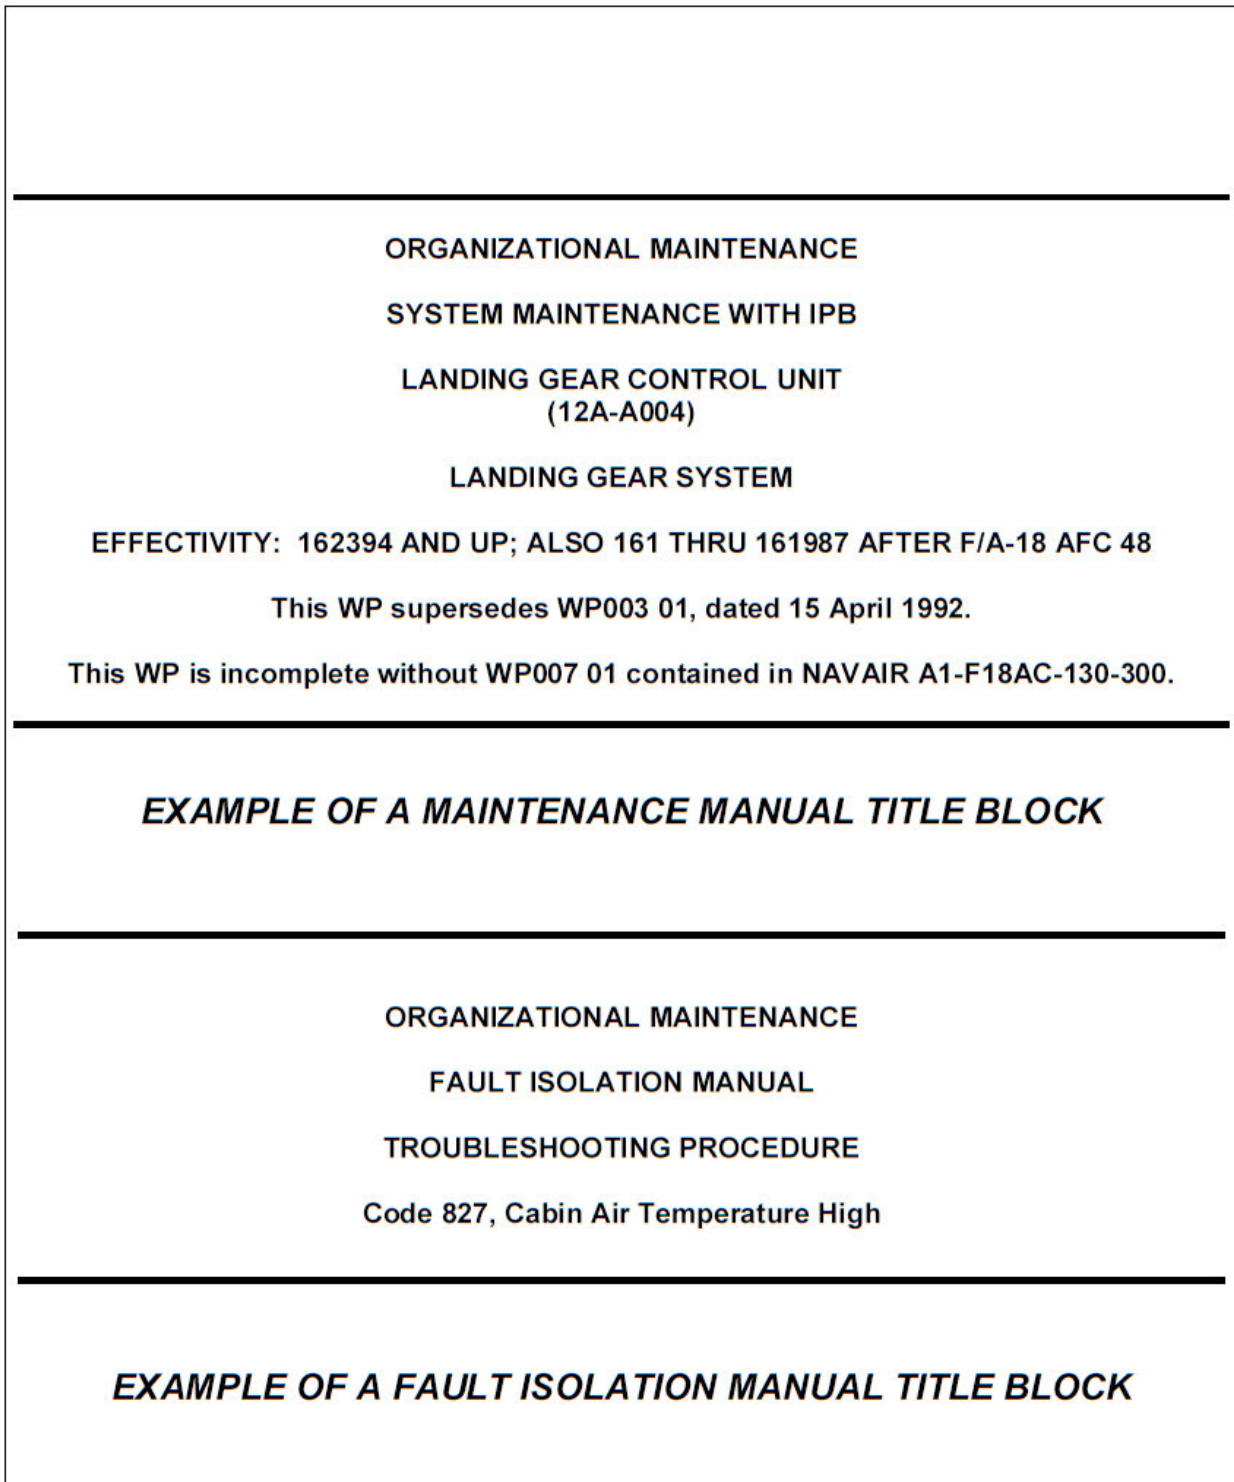 ORGANIZATIONAL MAINTENANCE
SYSTEM MAINTENANCE WITH IPB
LANDING GEAR CONTROL UNIT
(12A-A004)
LANDING GEAR SYSTEM
EFFECTIVITY:  162394 AND UP; ALSO 161 THRU 161987 AFTER F/A-18 AFC 48
This WP supersedes WP003 01, dated 15 April 1992.
This WP is incomplete without WP007 01 contained in NAVAIR A1-F18AC-130-300.
EXAMPLE OF A MAINTENANCE MANUAL TITLE BLOCK
ORGANIZATIONAL MAINTENANCE
FAULT ISOLATION MANUAL
TROUBLESHOOTING PROCEDURE
Code 827, Cabin Air Temperature High
EXAMPLE OF A FAULT ISOLATION MANUAL TITLE BLOCK